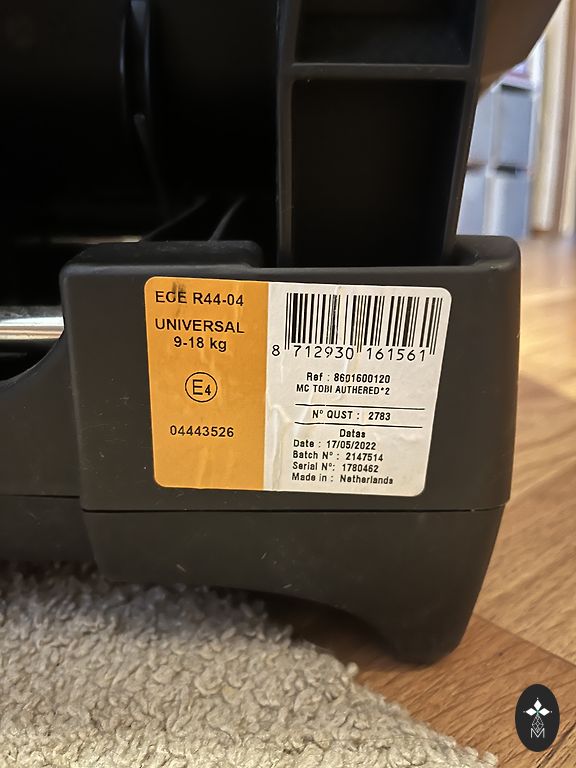 ECE R44-04
UNIVERSAL
9-18 kg
E4
04443526
8 712930 161561
Ref : 8601600120
MC TOBI AUTHERED*2
N° QUST : 2783
Datas
Date : 17/05/2022
Batch N° : 2147514
Serial N°: 1780462
Made in : Netherlands
M